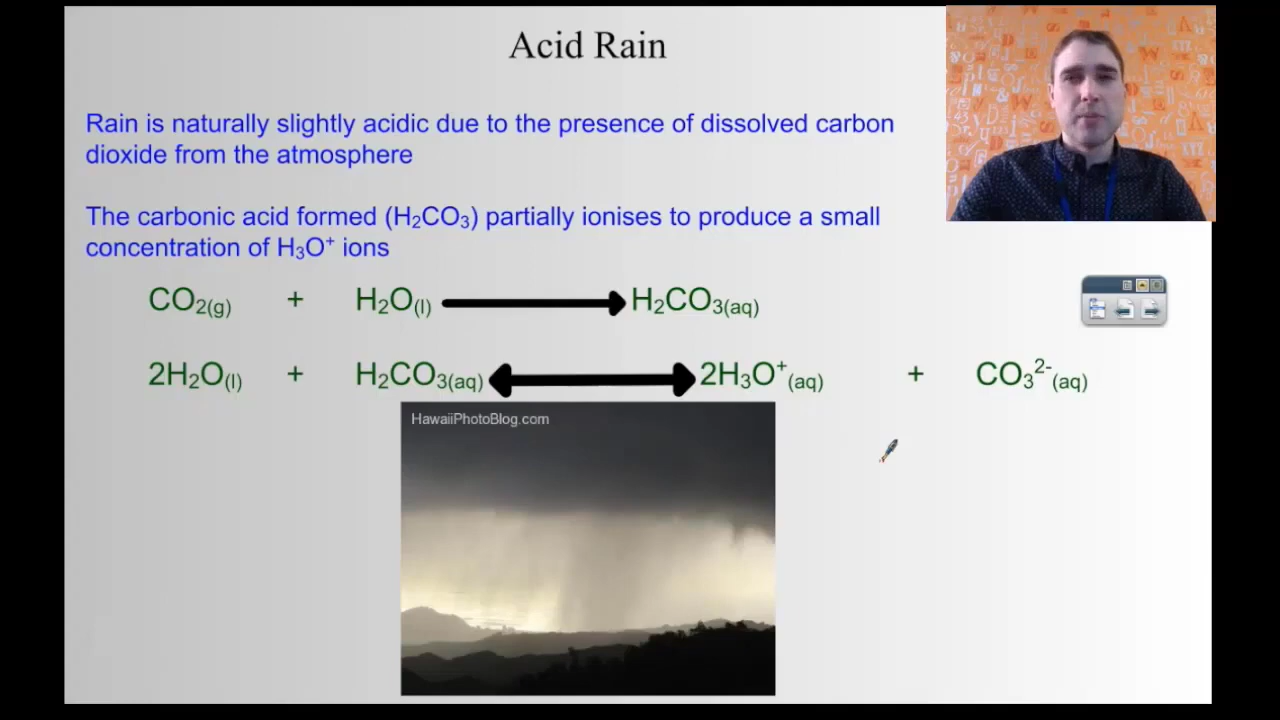 Acid Rain
Rain is naturally slightly acidic due to the presence of dissolved carbon
dioxide from the atmosphere
The carbonic acid formed (H₂CO₃) partially ionises to produce a small
concentration of H₃O⁺ ions
CO₂(g) + H₂O(l) ⟶ H₂CO₃(aq)
2H₂O(l) + H₂CO₃(aq) ⟷ 2H₃O⁺(aq) + CO₃²⁻(aq)
HawaiiPhotoBlog.com